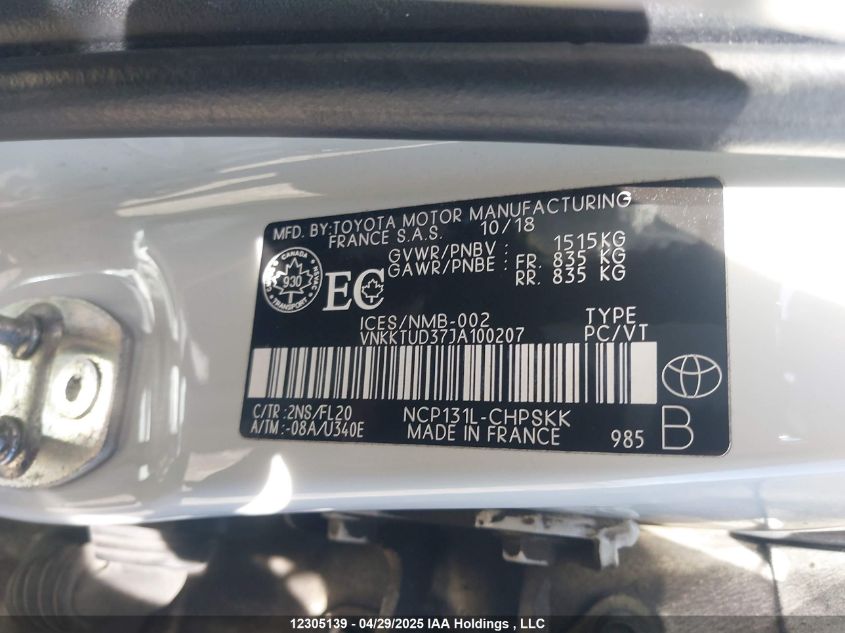 MFD. BY:TOYOTA MOTOR MANUFACTURING
FRANCE S.A.S. 10/18
GVWR/PNBV : 1515KG
GAWR/PNBE : FR. 835 KG
RR. 835 KG
CANADA
930
TRANSPORT
EC
ICES/NMB-002
VNKKTUD37JA100207
TYPE
PC/VT
C/TR :2NS/FL20
A/TM:-08A/U340E
NCP131L-CHPSKK
MADE IN FRANCE
985
B
12305139 - 04/29/2025 IAA Holdings , LLC